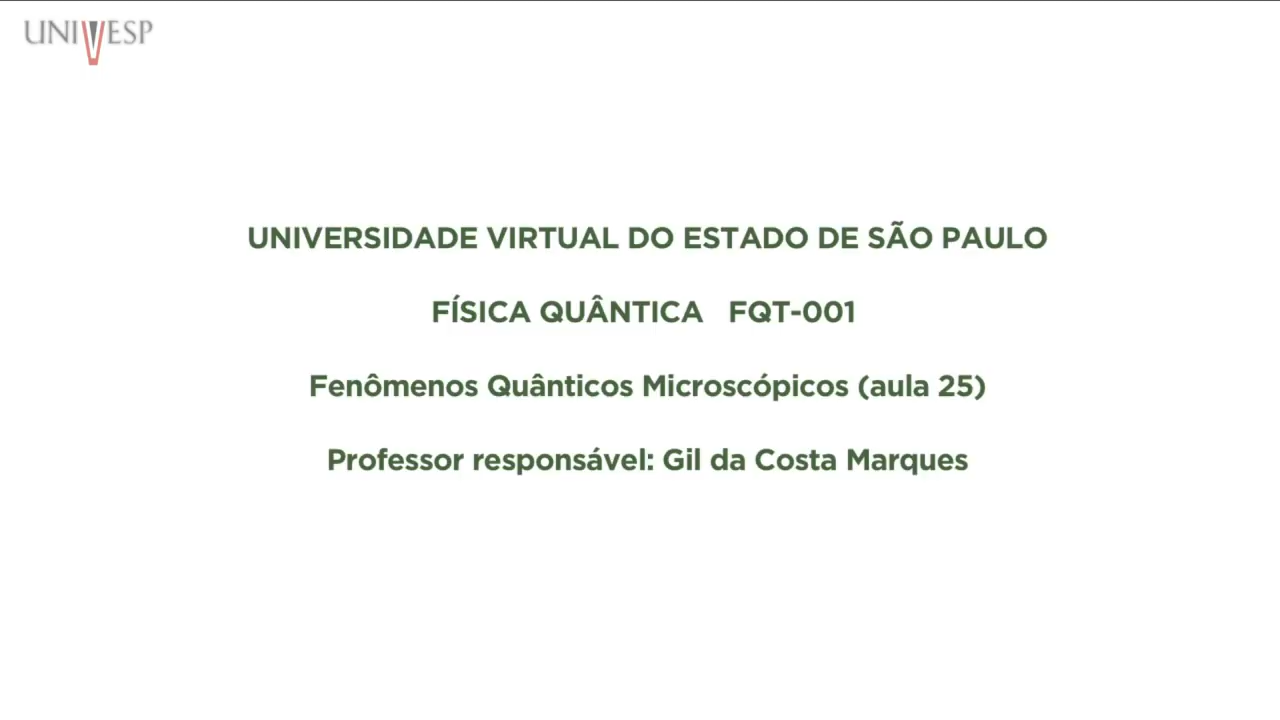 UNIVESP
UNIVERSIDADE VIRTUAL DO ESTADO DE SÃO PAULO
FÍSICA QUÂNTICA FQT-001
Fenômenos Quânticos Microscópicos (aula 25)
Professor responsável: Gil da Costa Marques